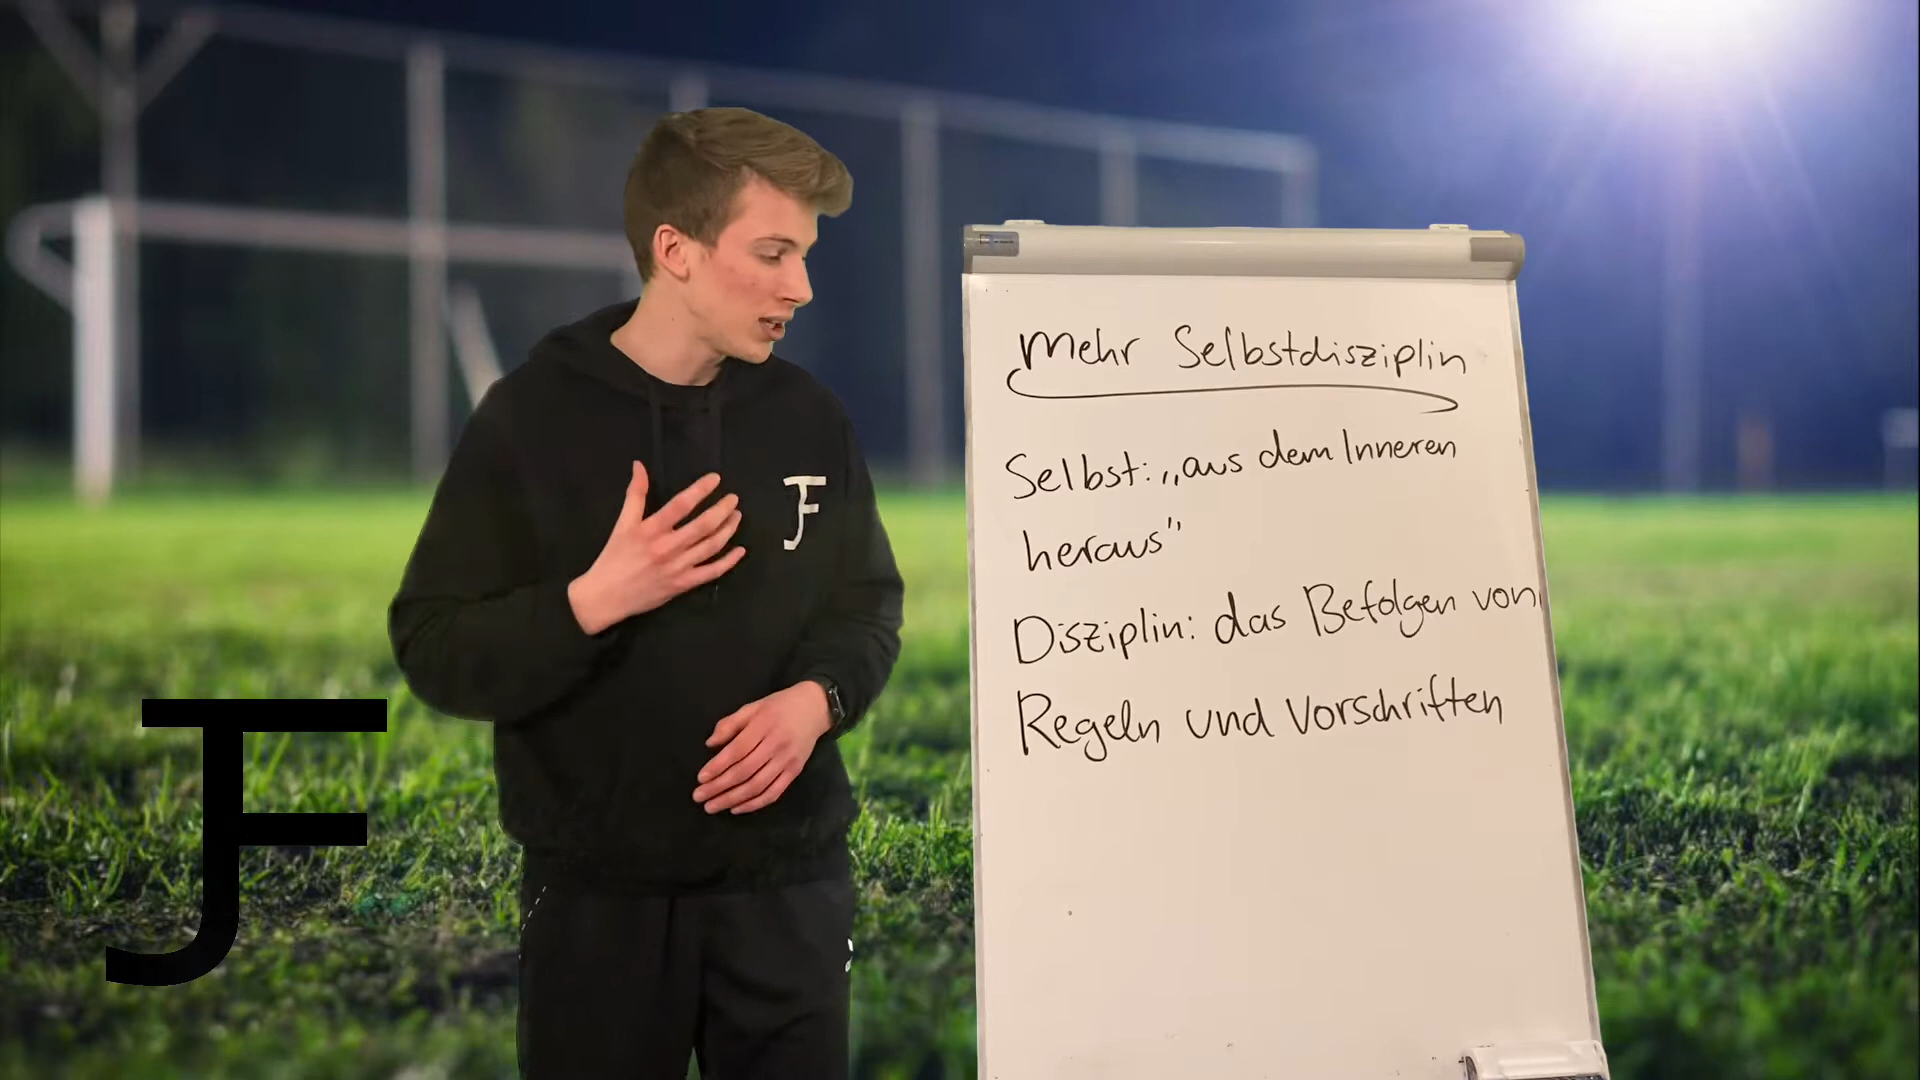 Mehr Selbstdisziplin
Selbst: „aus dem Inneren
heraus"
Disziplin: das Befolgen von
Regeln und Vorschriften
JF
JF